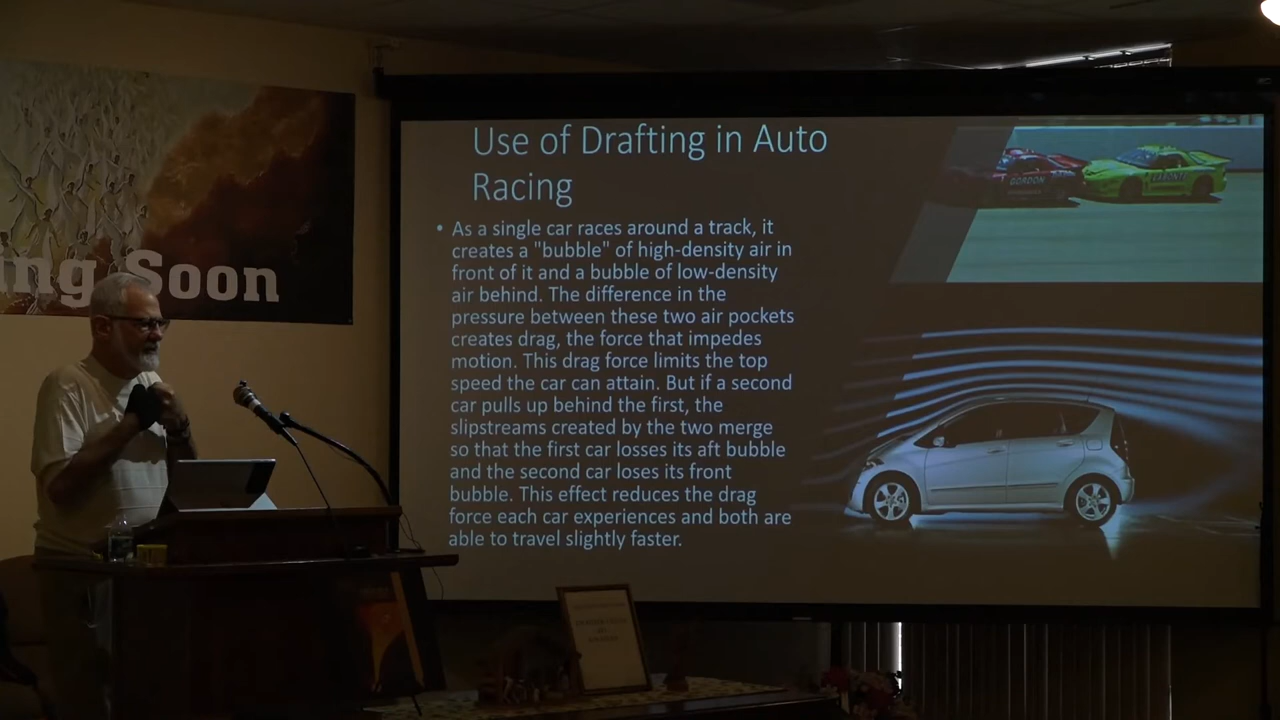 ing Soon
Use of Drafting in Auto
Racing
• As a single car races around a track, it
creates a "bubble" of high-density air in
front of it and a bubble of low-density
air behind. The difference in the
pressure between these two air pockets
creates drag, the force that impedes
motion. This drag force limits the top
speed the car can attain. But if a second
car pulls up behind the first, the
slipstreams created by the two merge
so that the first car losses its aft bubble
and the second car loses its front
bubble. This effect reduces the drag
force each car experiences and both are
able to travel slightly faster.
GORDON